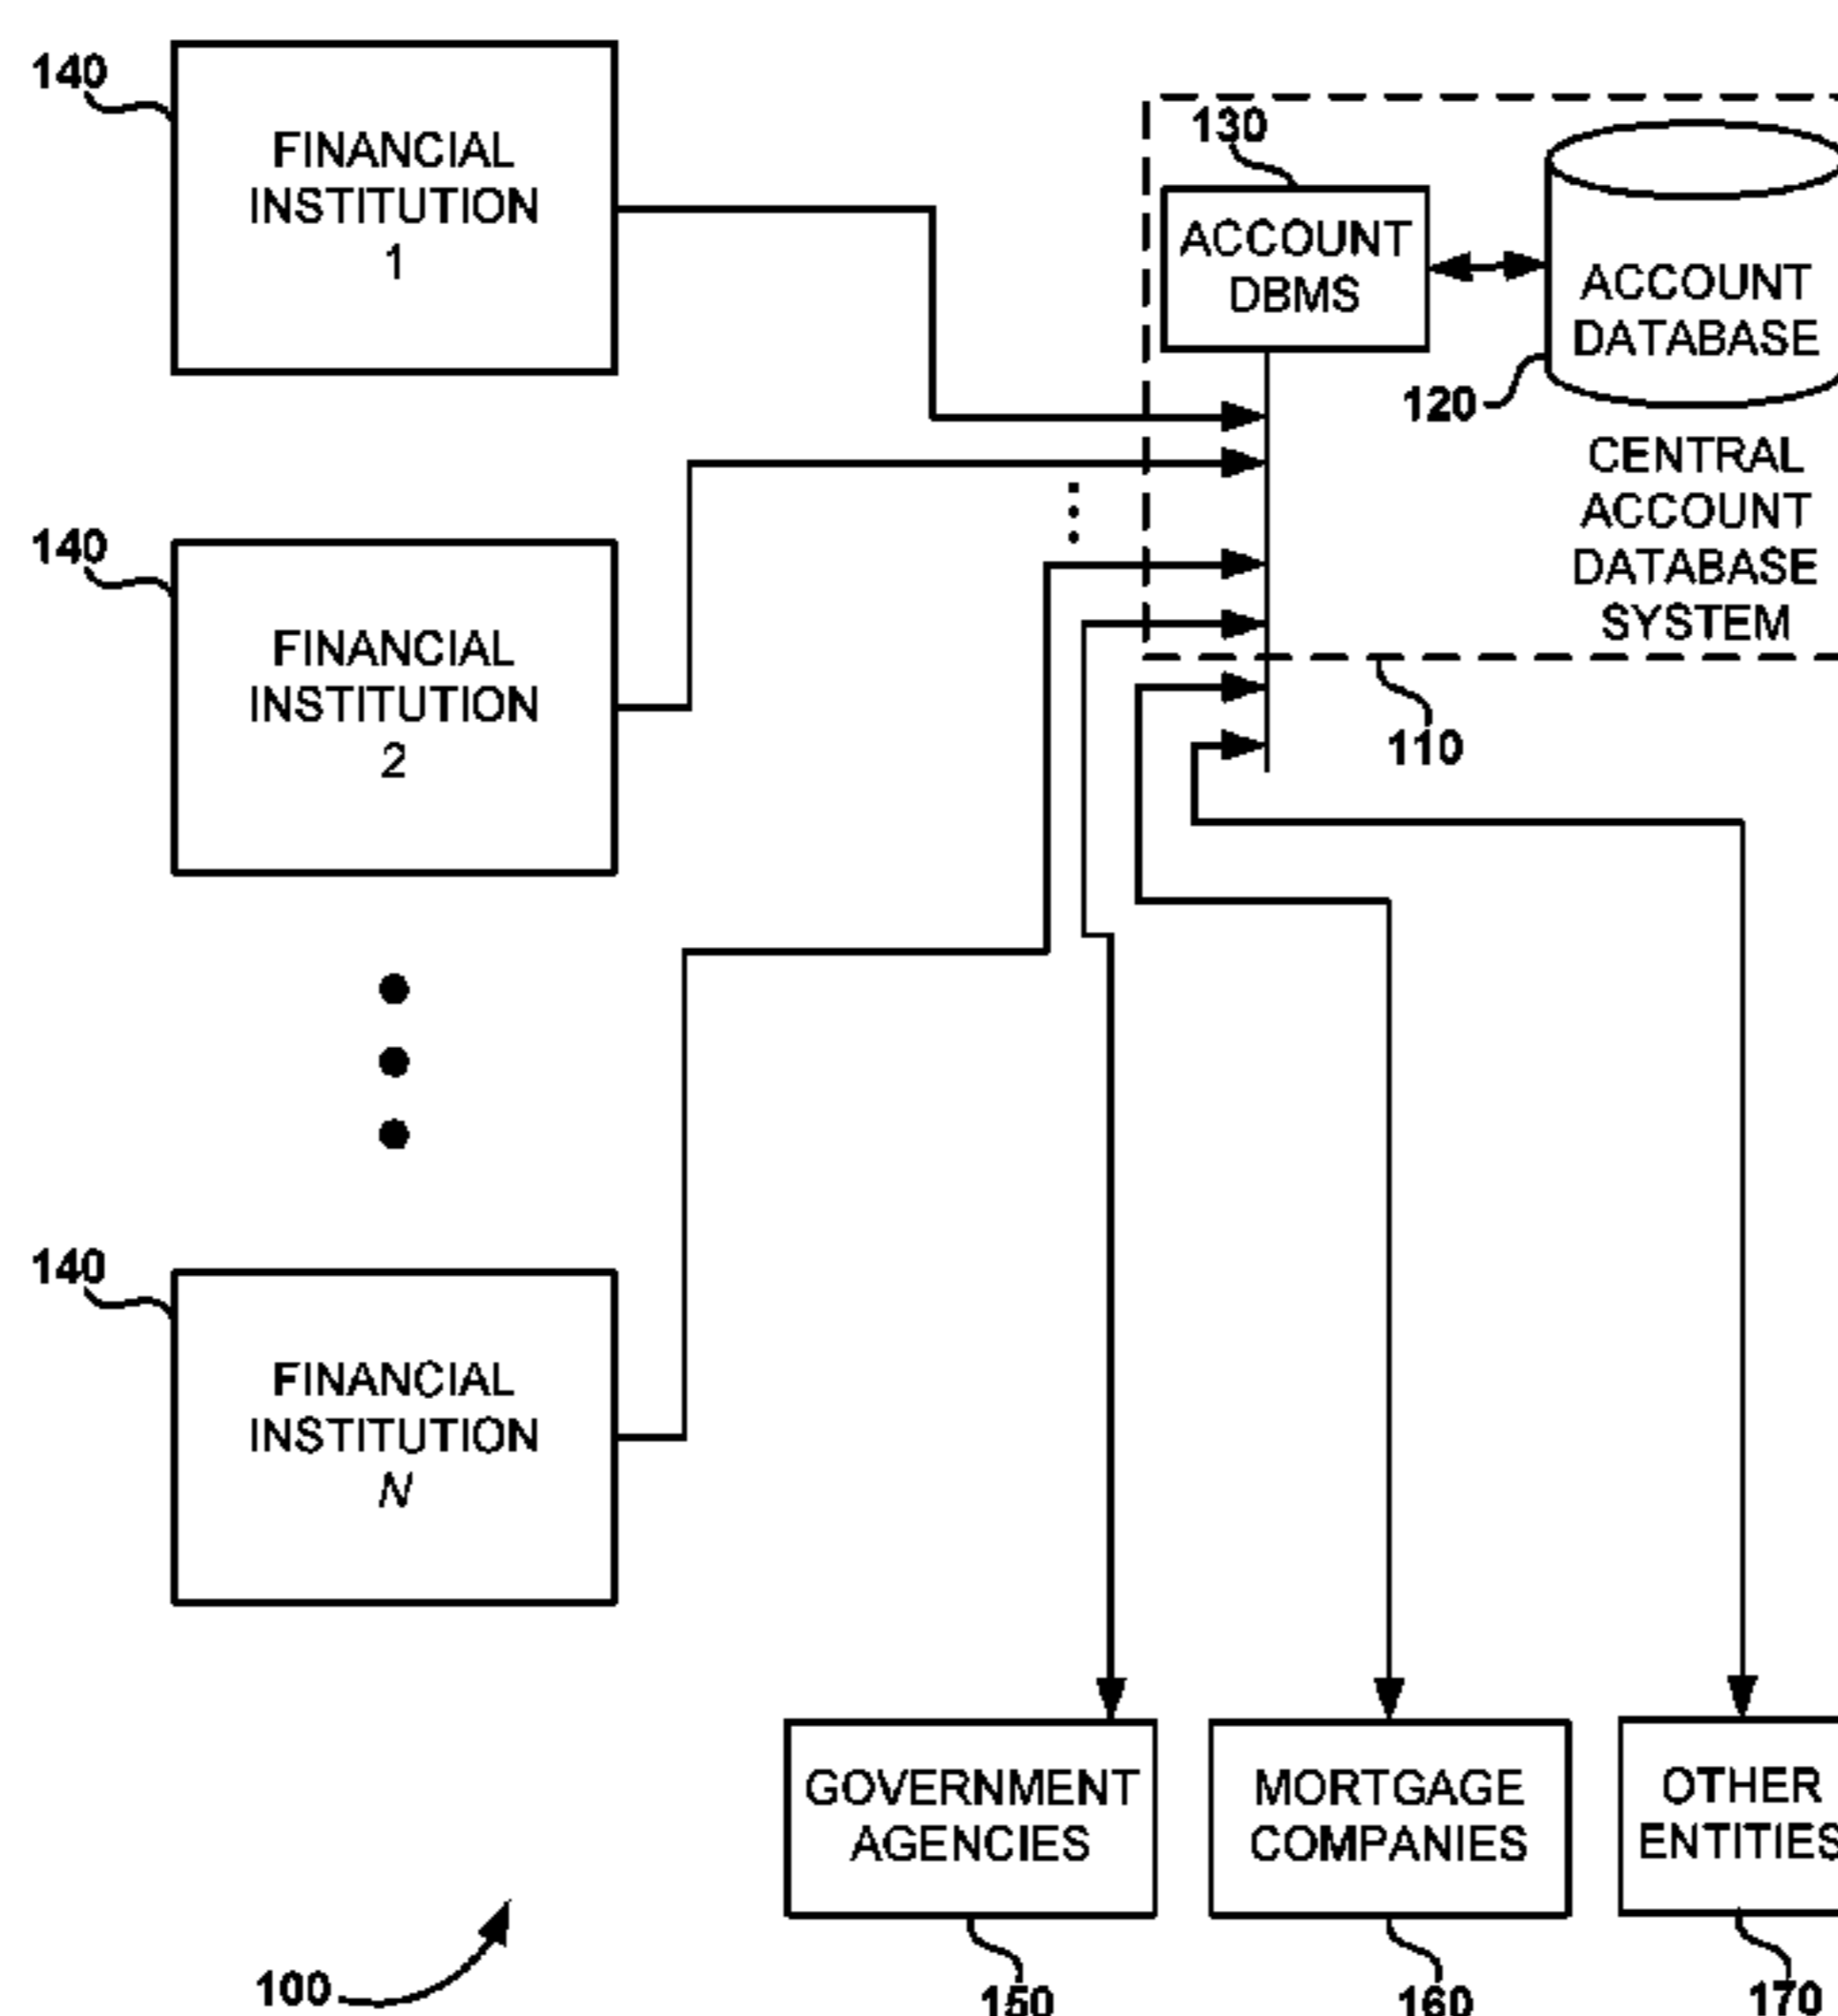 140
FINANCIAL
INSTITUTION
1
130
ACCOUNT
DBMS
ACCOUNT
DATABASE
120
CENTRAL
ACCOUNT
DATABASE
SYSTEM
110
140
FINANCIAL
INSTITUTION
2
140
FINANCIAL
INSTITUTION
N
GOVERNMENT
AGENCIES
MORTGAGE
COMPANIES
OTHER
ENTITIES
100
150
160
170